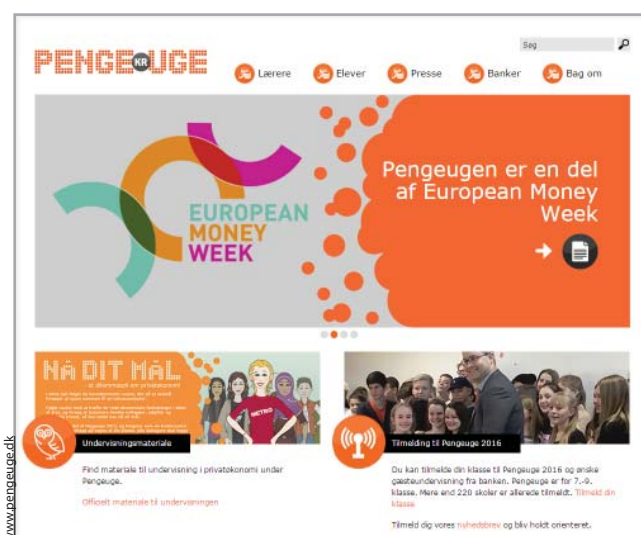 Søg
PENGE KR UGE
Lærere
Elever
Presse
Banker
Bag om
Pengeugen er en del
af European Money
Week
EUROPEAN
MONEY
WEEK
NÅ DIT MÅL
METRO
Undervisningsmateriale
Find materiale til undervisning i privatøkonomi under
Pengeuge.
Officielt materiale til undervisningen
Tilmelding til Pengeuge 2016
Du kan tilmelde din klasse til Pengeuge 2016 og ønske
gæsteundervisning fra banken. Pengeuge er for 7.-9.
klasse. Mere end 220 skoler er allerede tilmeldt. Tilmeld din
klasse
Tilmeld dig vores nyhedsbrev og bliv holdt orienteret.
www.pengeuge.dk